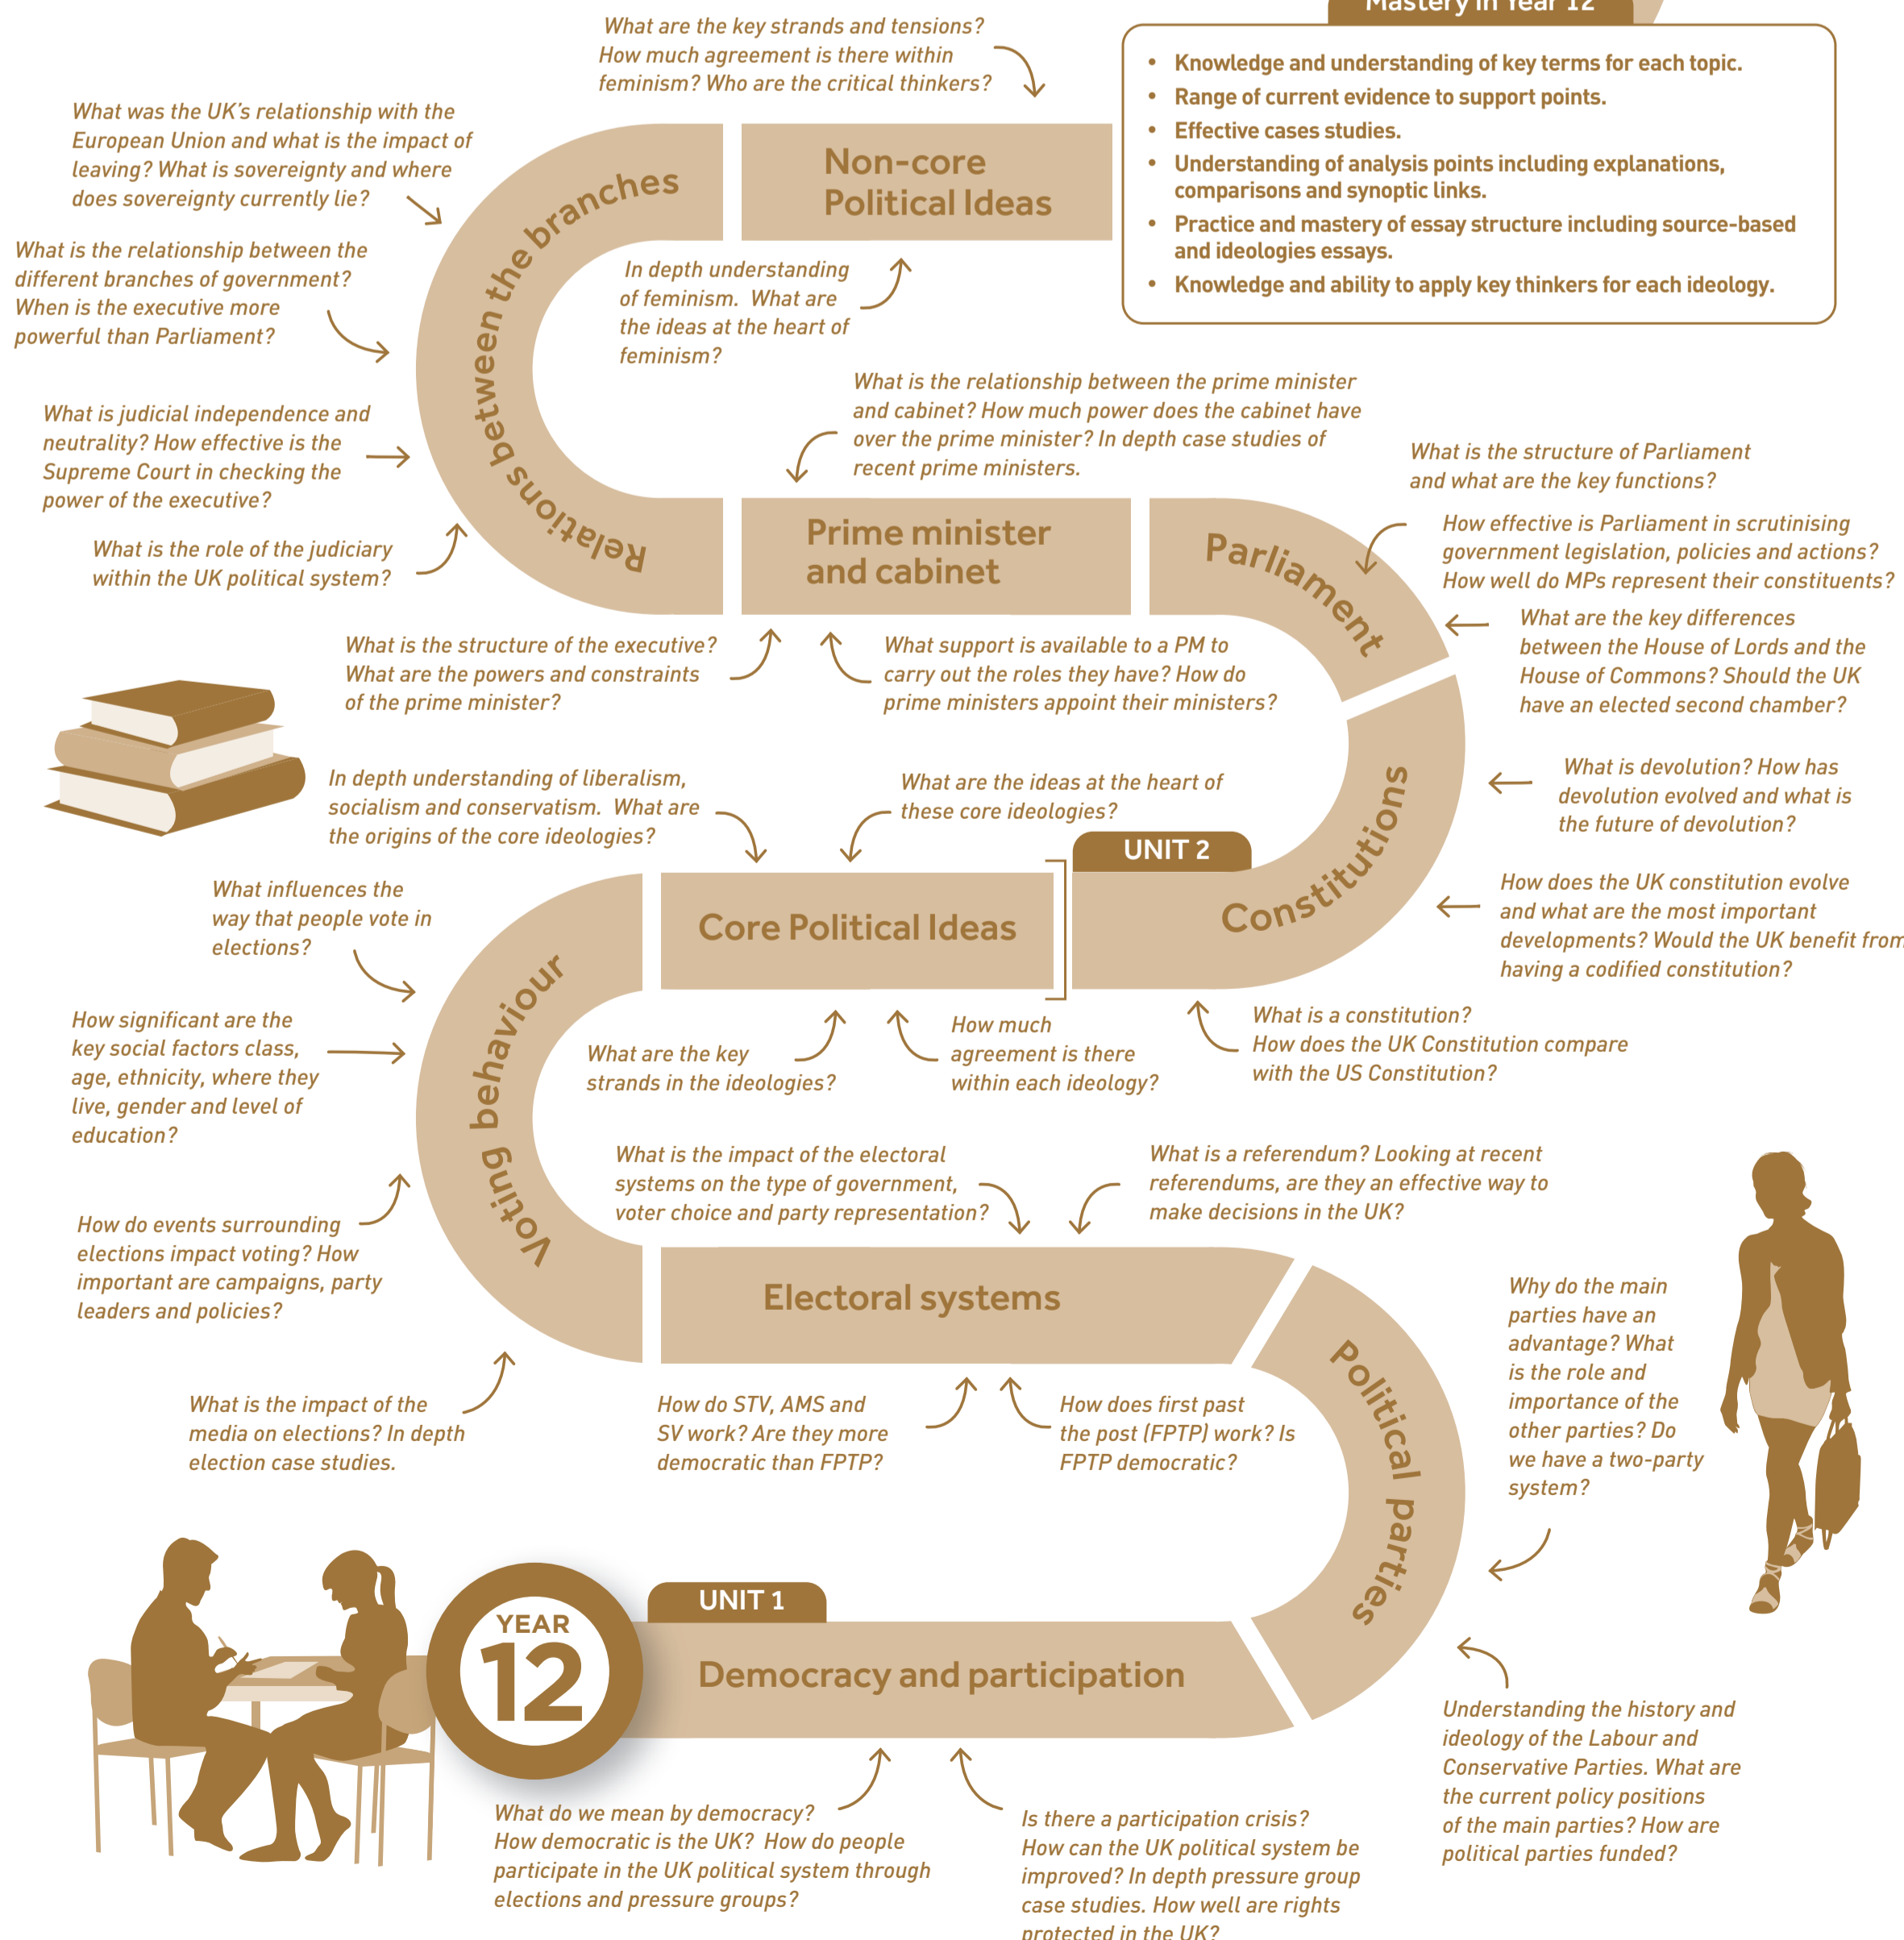 What are the key strands and tensions?
How much agreement is there within
feminism? Who are the critical thinkers?
Mastery in Year 12
• Knowledge and understanding of key terms for each topic.
• Range of current evidence to support points.
• Effective cases studies.
• Understanding of analysis points including explanations,
comparisons and synoptic links.
• Practice and mastery of essay structure including source-based
and ideologies essays.
• Knowledge and ability to apply key thinkers for each ideology.
What was the UK's relationship with the
European Union and what is the impact of
leaving? What is sovereignty and where
does sovereignty currently lie?
Non-core
Political Ideas
Relations between the branches
What is the relationship between the
different branches of government?
When is the executive more
powerful than Parliament?
In depth understanding
of feminism. What are
the ideas at the heart of
feminism?
What is judicial independence and
neutrality? How effective is the
Supreme Court in checking the
power of the executive?
What is the role of the judiciary
within the UK political system?
What is the relationship between the prime minister
and cabinet? How much power does the cabinet have
over the prime minister? In depth case studies of
recent prime ministers.
Prime minister
and cabinet
Parliament
What is the structure of Parliament
and what are the key functions?
How effective is Parliament in scrutinising
government legislation, policies and actions?
How well do MPs represent their constituents?
What are the key differences
between the House of Lords and the
House of Commons? Should the UK
have an elected second chamber?
What is the structure of the executive?
What are the powers and constraints
of the prime minister?
What support is available to a PM to
carry out the roles they have? How do
prime ministers appoint their ministers?
What is devolution? How has
devolution evolved and what is
the future of devolution?
In depth understanding of liberalism,
socialism and conservatism. What are
the origins of the core ideologies?
What are the ideas at the heart of
these core ideologies?
UNIT 2
Constitutions
How does the UK constitution evolve
and what are the most important
developments? Would the UK benefit from
having a codified constitution?
What is a constitution?
How does the UK Constitution compare
with the US Constitution?
Core Political Ideas
What are the key
strands in the ideologies?
How much
agreement is there
within each ideology?
What influences the
way that people vote in
elections?
Voting behaviour
How significant are the
key social factors class,
age, ethnicity, where they
live, gender and level of
education?
How do events surrounding
elections impact voting? How
important are campaigns, party
leaders and policies?
What is the impact of the
media on elections? In depth
election case studies.
What is the impact of the electoral
systems on the type of government,
voter choice and party representation?
What is a referendum? Looking at recent
referendums, are they an effective way to
make decisions in the UK?
Electoral systems
How do STV, AMS and
SV work? Are they more
democratic than FPTP?
How does first past
the post (FPTP) work? Is
FPTP democratic?
Political parties
Why do the main
parties have an
advantage? What
is the role and
importance of the
other parties? Do
we have a two-party
system?
Understanding the history and
ideology of the Labour and
Conservative Parties. What are
the current policy positions
of the main parties? How are
political parties funded?
YEAR
12
UNIT 1
Democracy and participation
What do we mean by democracy?
How democratic is the UK? How do people
participate in the UK political system through
elections and pressure groups?
Is there a participation crisis?
How can the UK political system be
improved? In depth pressure group
case studies. How well are rights
protected in the UK?